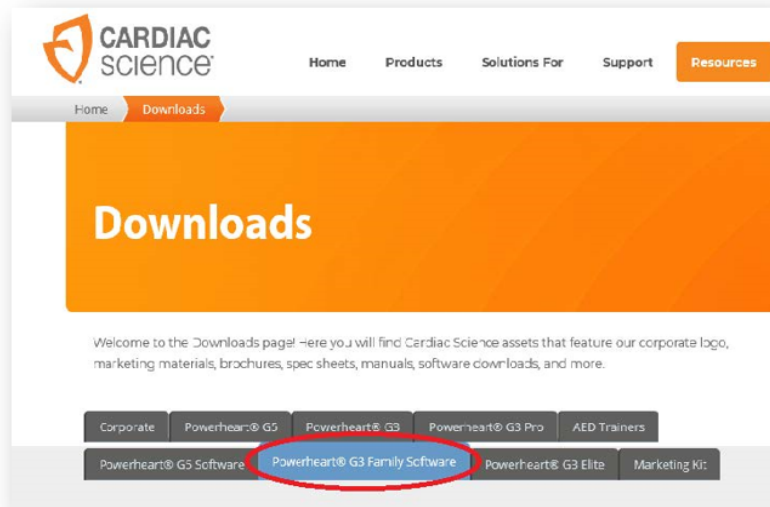 CARDIAC
SCIENCE
Home Products Solutions For Support Resources
Home Downloads
Downloads
Welcome to the Downloads page! Here you will find Cardiac Science assets that feature our corporate logo,
marketing materials, brochures, spec sheets, manuals, software downloads, and more.
Corporate Powerheart® G5 Powerheart® G3 Powerheart® G3 Pro AED Trainers
Powerheart® G5 Software Powerheart® G3 Family Software Powerheart® G3 Elite Marketing Kit